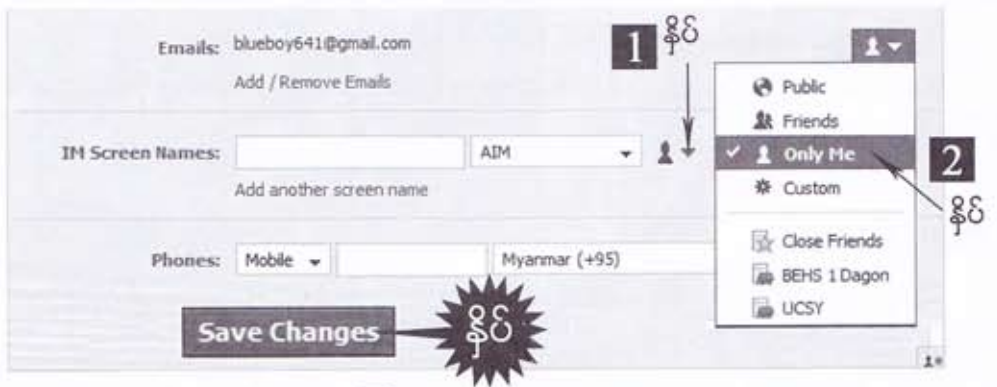 Emails: blueboy641@gmail.com
Add / Remove Emails
1 နှိပ်
Public
Friends
IM Screen Names: AIM
Only Me
2
နှိပ်
Add another screen name
Custom
Close Friends
Phones: Mobile Myanmar (+95)
BEHS 1 Dagon
UCSY
Save Changes နှိပ်